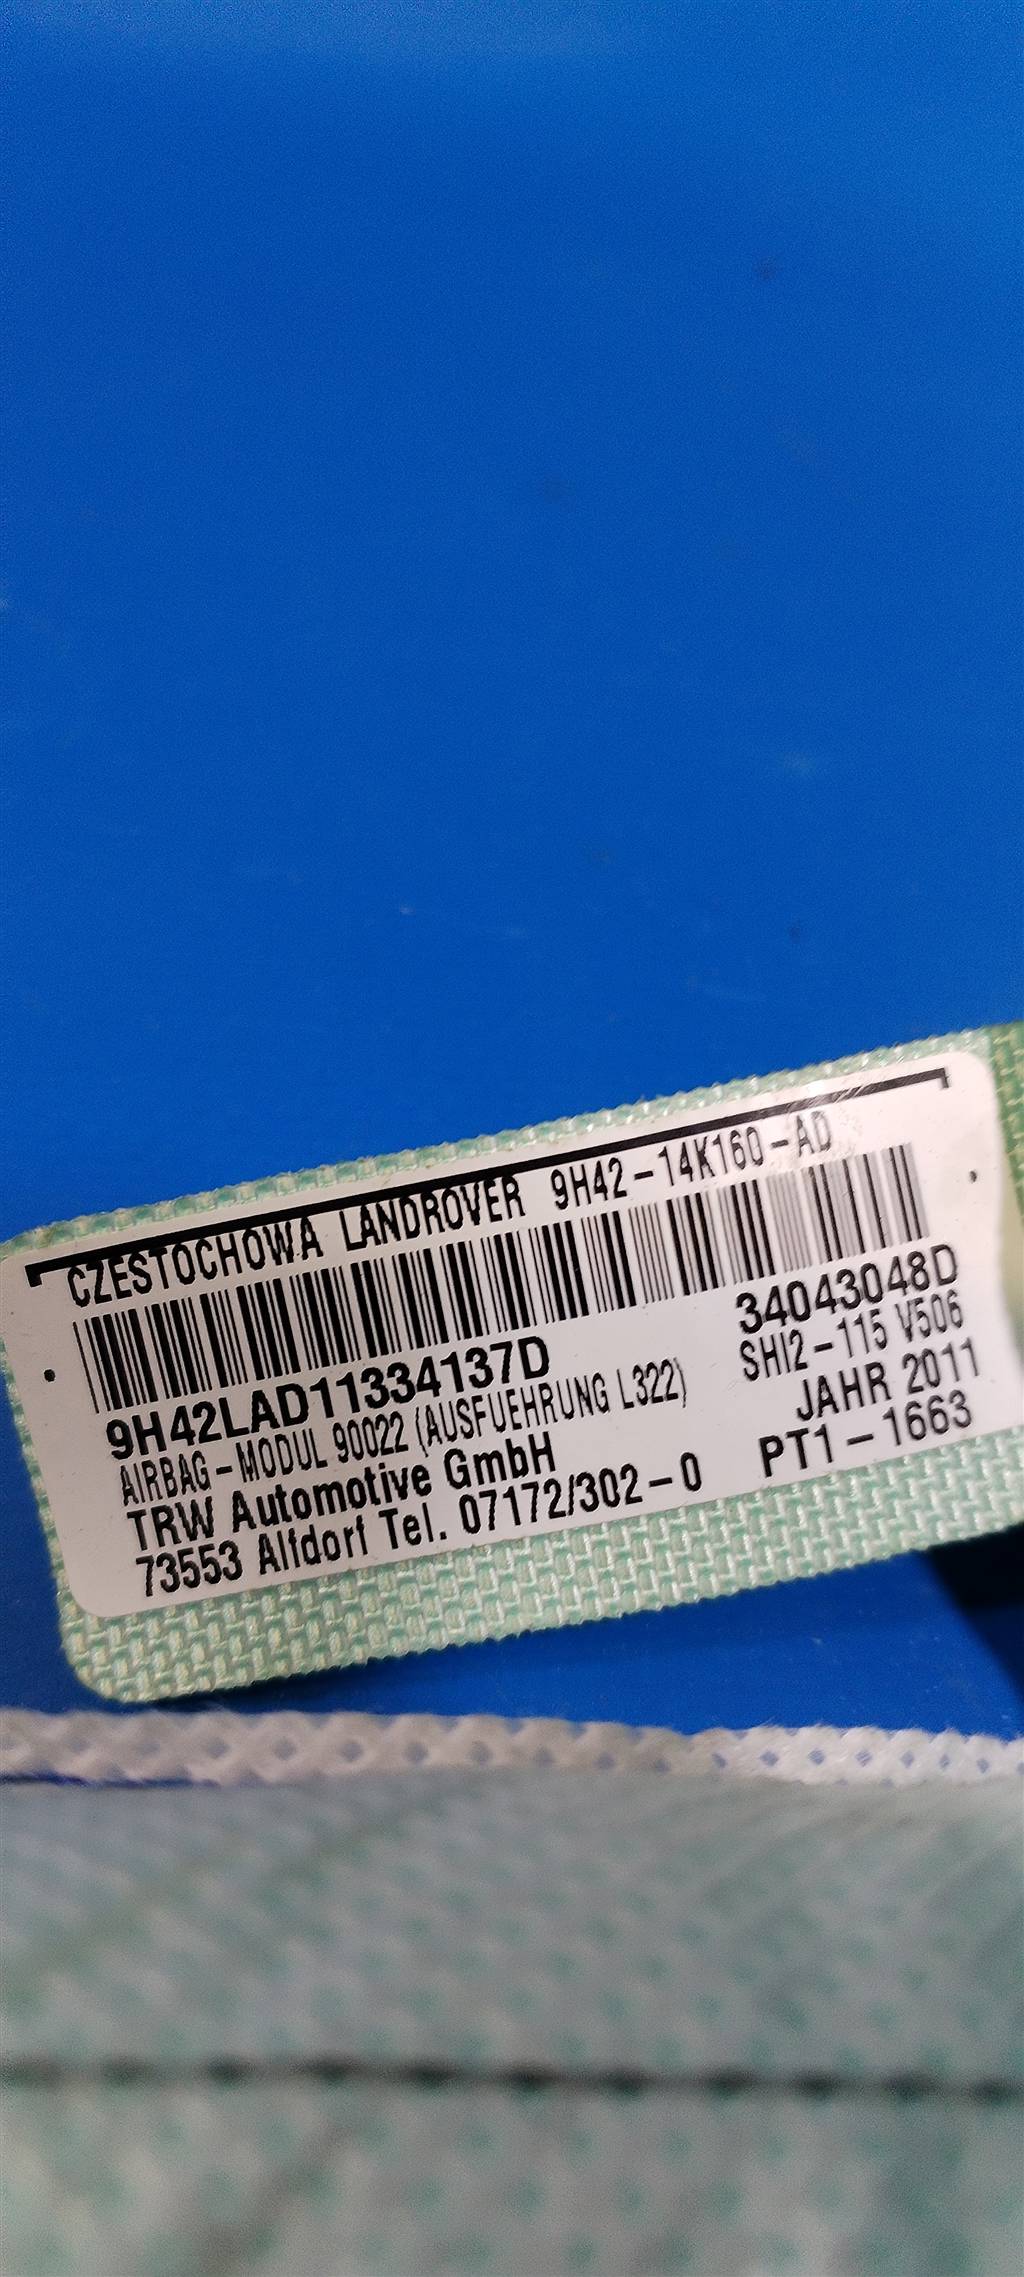 CZESTOCHOWA LANDROVER 9H42-14K160-AD
9H42LAD11334137D 34043048D
AIRBAG-MODUL 90022 (AUSFUEHRUNG L322) SHI2-115 V506
TRW Automotive GmbH JAHR 2011
73553 Alfdorf Tel. 07172/302-0 PT1-1663